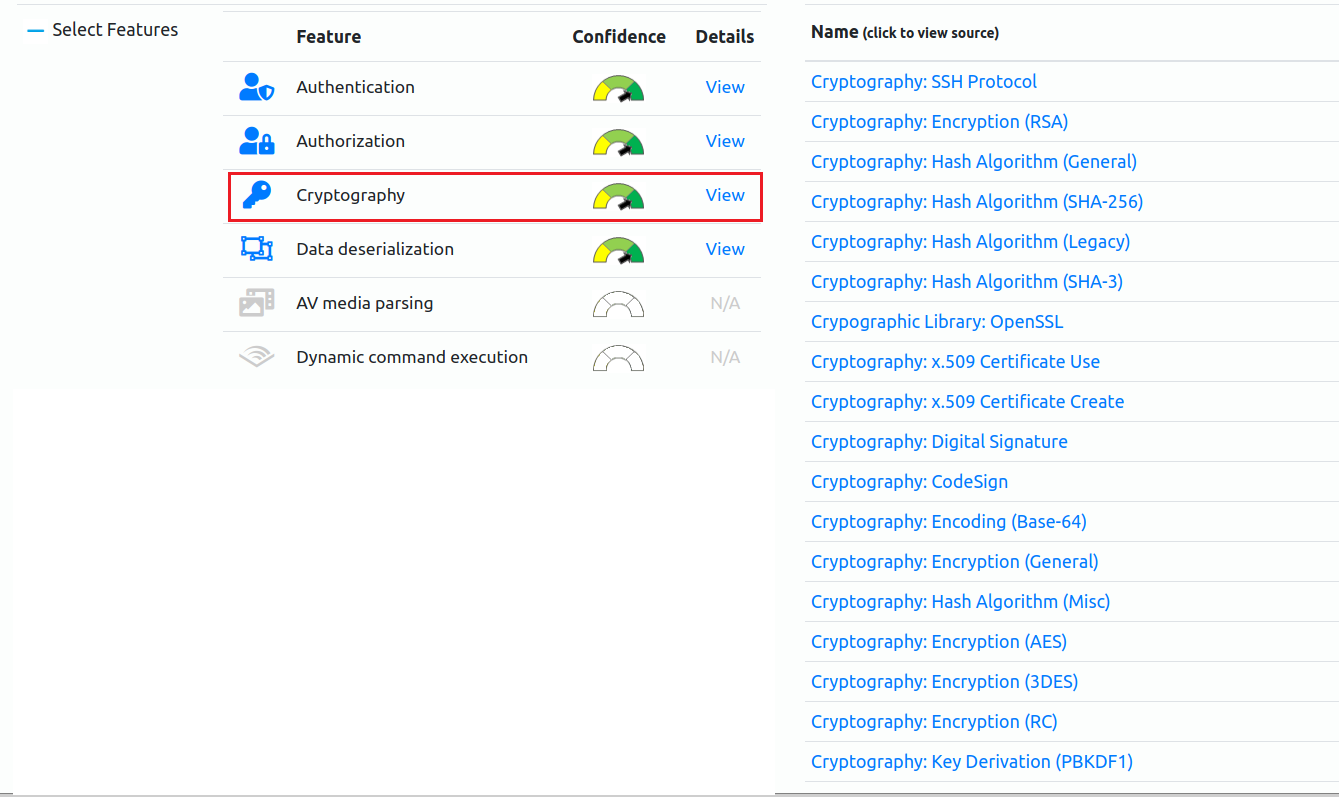 Select Features
Feature Confidence Details
Authentication View
Authorization View
Cryptography View
Data deserialization View
AV media parsing N/A
Dynamic command execution N/A
Name (click to view source)
Cryptography: SSH Protocol
Cryptography: Encryption (RSA)
Cryptography: Hash Algorithm (General)
Cryptography: Hash Algorithm (SHA-256)
Cryptography: Hash Algorithm (Legacy)
Cryptography: Hash Algorithm (SHA-3)
Crypographic Library: OpenSSL
Cryptography: x.509 Certificate Use
Cryptography: x.509 Certificate Create
Cryptography: Digital Signature
Cryptography: CodeSign
Cryptography: Encoding (Base-64)
Cryptography: Encryption (General)
Cryptography: Hash Algorithm (Misc)
Cryptography: Encryption (AES)
Cryptography: Encryption (3DES)
Cryptography: Encryption (RC)
Cryptography: Key Derivation (PBKDF1)